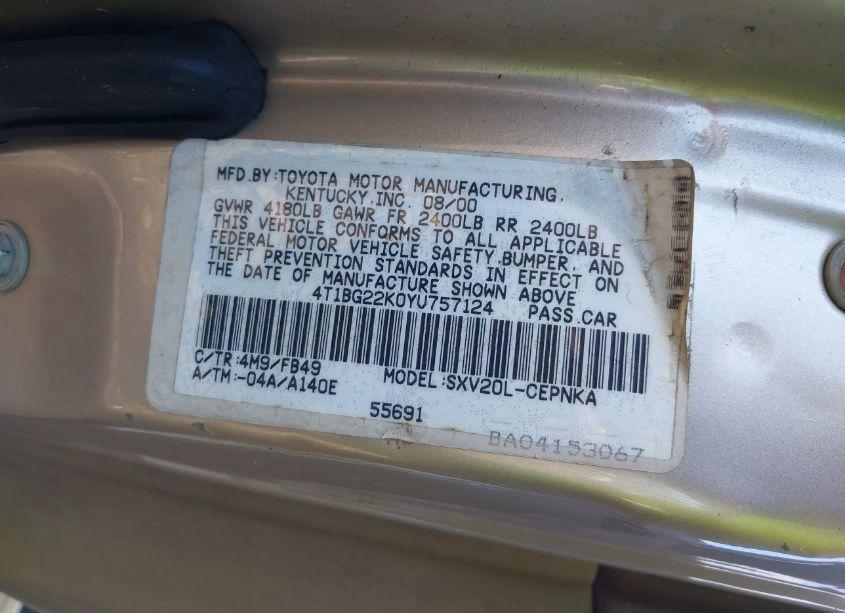 MFD.BY:TOYOTA MOTOR MANUFACTURING,
KENTUCKY,INC. 08/00
GVWR 4180LB GAWR FR 2400LB RR 2400LB
THIS VEHICLE CONFORMS TO ALL APPLICABLE
FEDERAL MOTOR VEHICLE SAFETY,BUMPER, AND
THEFT PREVENTION STANDARDS IN EFFECT ON
THE DATE OF MANUFACTURE SHOWN ABOVE
4T1BG22K0YU757124 PASS.CAR
C/TR:4M9/FB49
A/TM:-04A/A140E MODEL:SXV20L-CEPNKA
55691
BA04153067